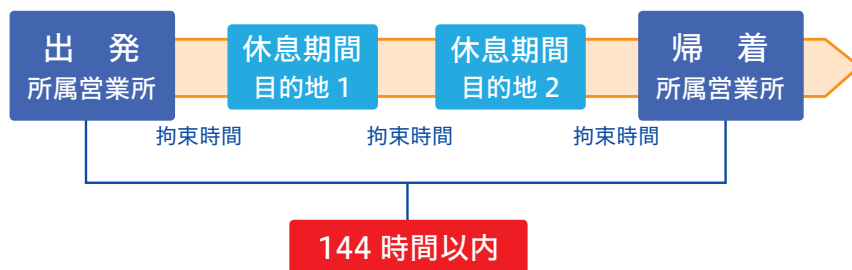 出 発
所属営業所
休息期間
目的地 1
休息期間
目的地 2
帰 着
所属営業所
拘束時間
拘束時間
拘束時間
144 時間以内